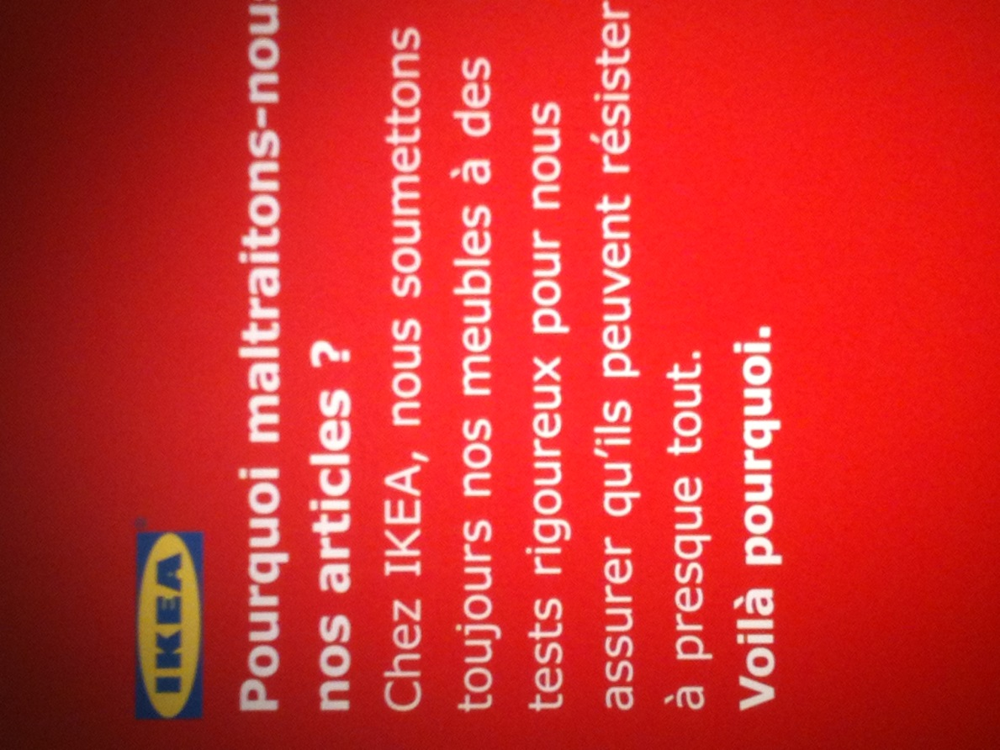 IKEA
Pourquoi maltraitons-nous
nos articles ?
Chez IKEA, nous soumettons
toujours nos meubles à des
tests rigoureux pour nous
assurer qu’ils peuvent résister
à presque tout.
Voilà pourquoi.